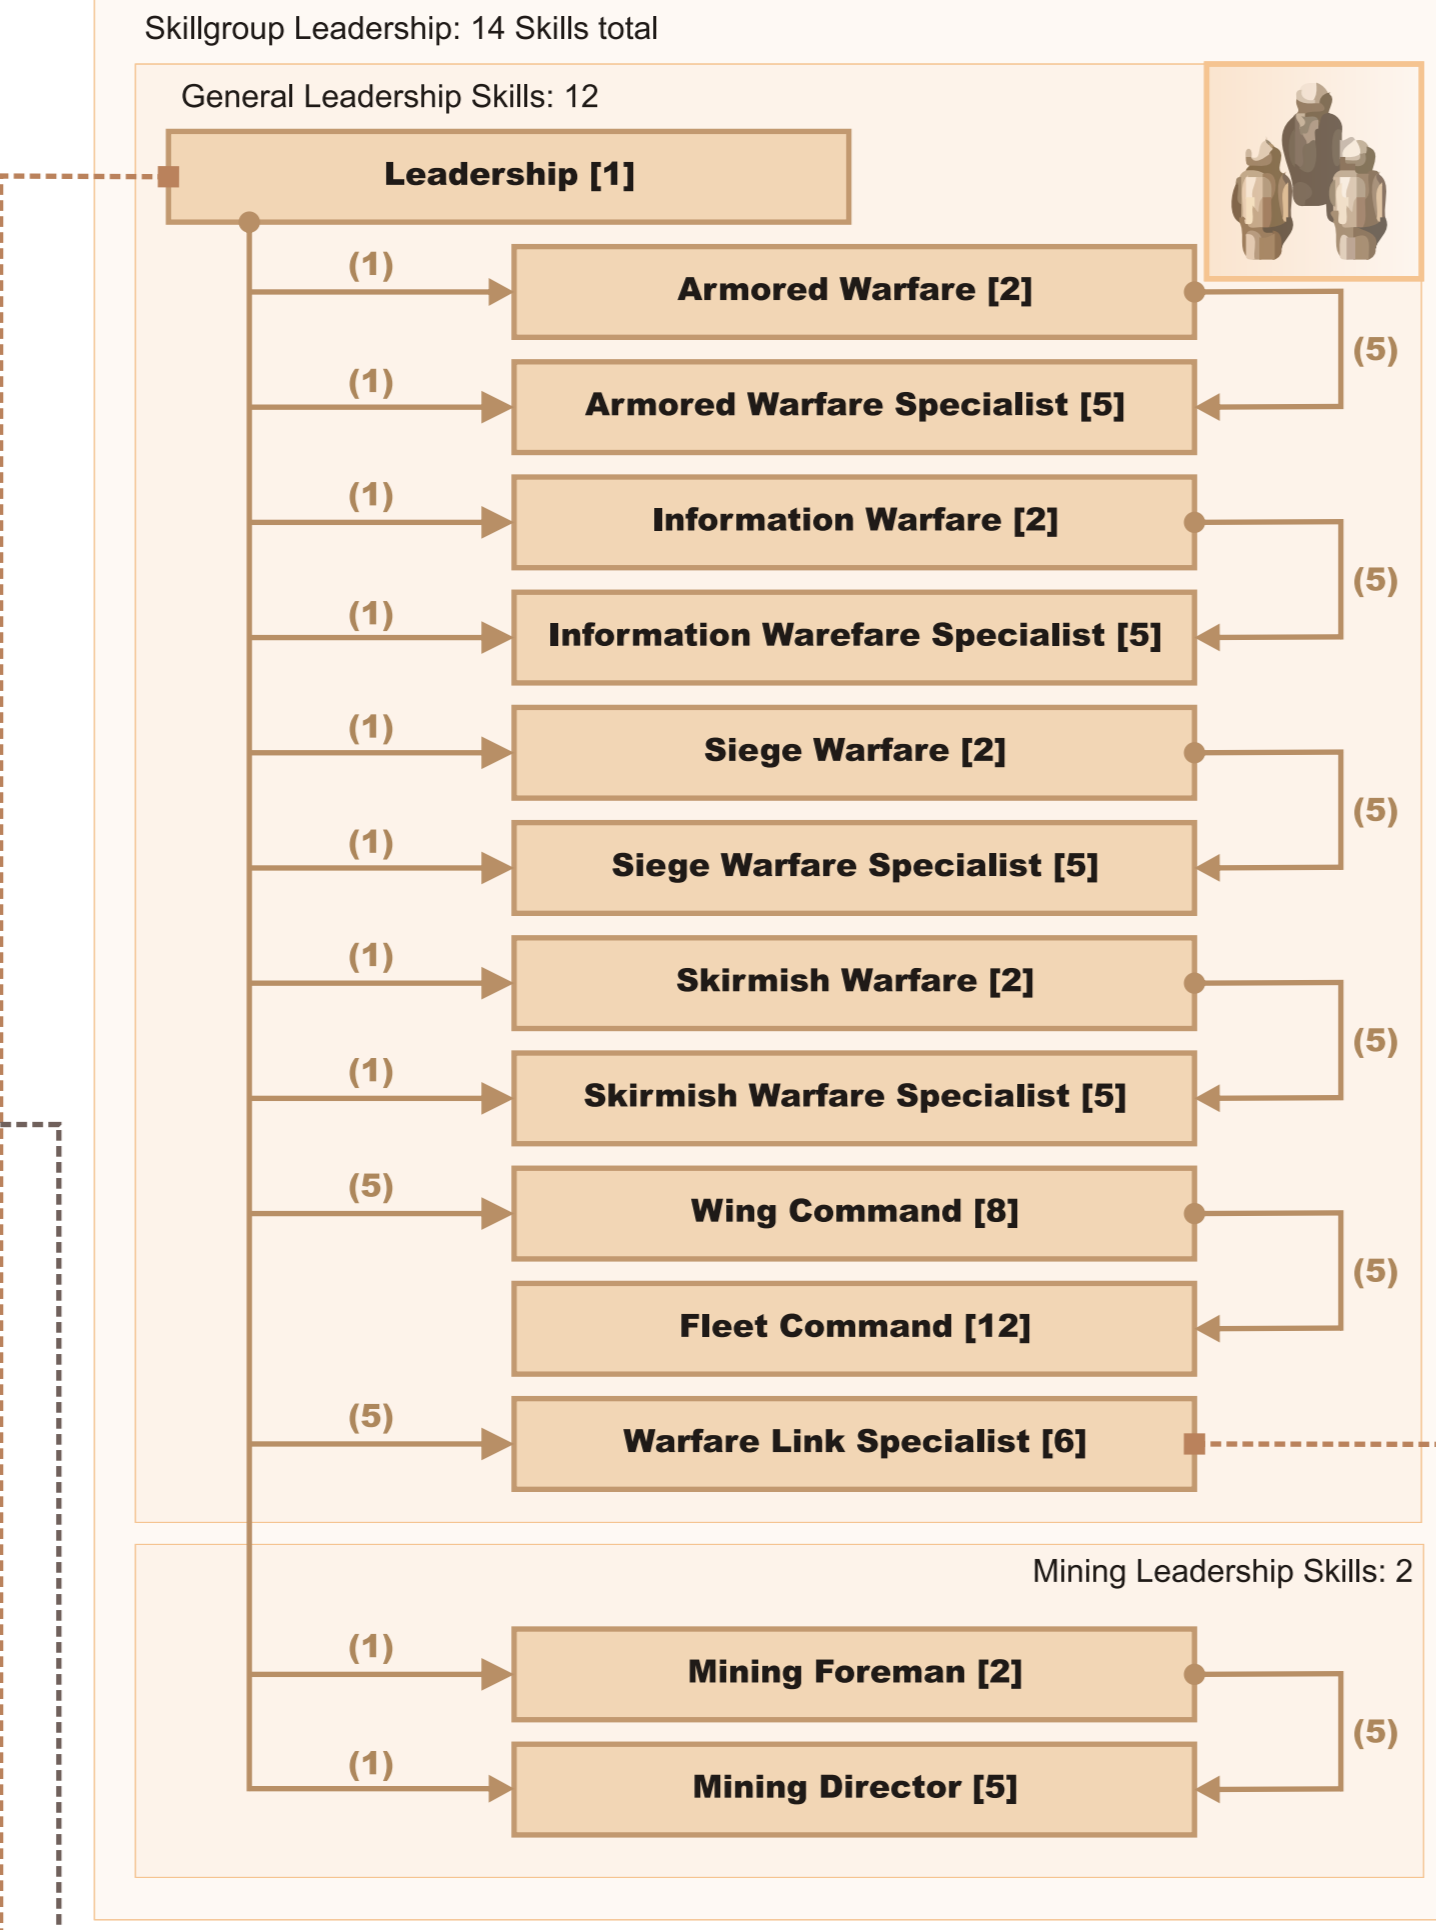 Skillgroup Leadership: 14 Skills total
General Leadership Skills: 12
Leadership [1]
(1)
Armored Warfare [2]
(5)
(1)
Armored Warfare Specialist [5]
(1)
Information Warfare [2]
(5)
(1)
Information Warefare Specialist [5]
(1)
Siege Warfare [2]
(5)
(1)
Siege Warfare Specialist [5]
(1)
Skirmish Warfare [2]
(5)
(1)
Skirmish Warfare Specialist [5]
(5)
Wing Command [8]
(5)
Fleet Command [12]
(5)
Warfare Link Specialist [6]
Mining Leadership Skills: 2
(1)
Mining Foreman [2]
(5)
(1)
Mining Director [5]